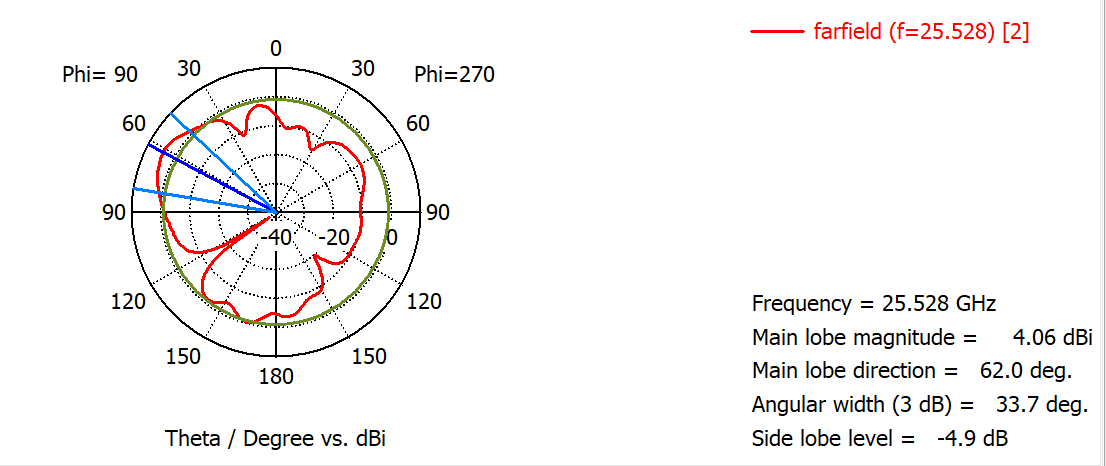 farfield (f=25.528) [2]
0
Phi= 90 30 30 Phi=270
60 60
90 90
-40 -20 0
120 120
150 150
180
Theta / Degree vs. dBi
Frequency = 25.528 GHz
Main lobe magnitude = 4.06 dBi
Main lobe direction = 62.0 deg.
Angular width (3 dB) = 33.7 deg.
Side lobe level = -4.9 dB